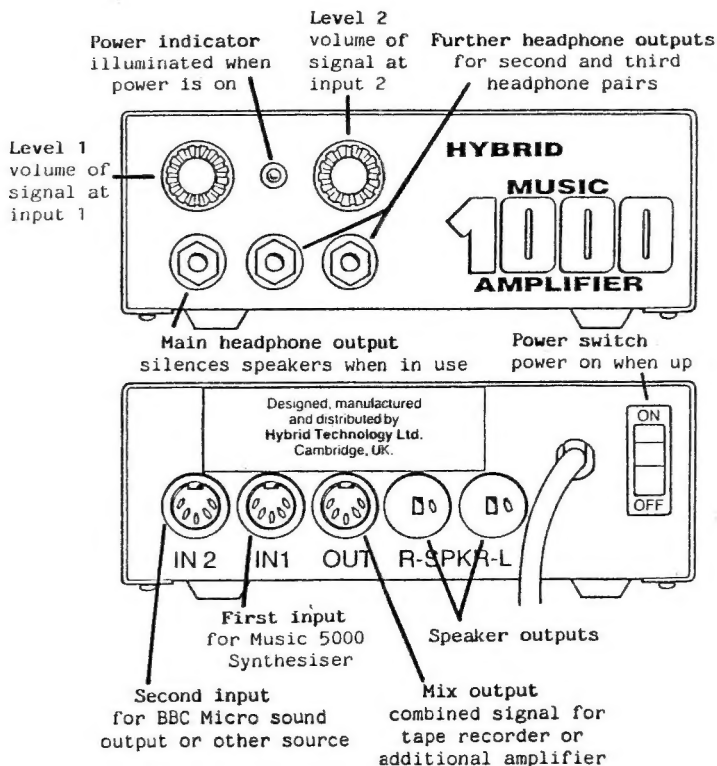 Power indicator
illuminated when
power is on
Level 2
volume of
signal at
input 2
Further headphone outputs
for second and third
headphone pairs
Level 1
volume of
signal at
input 1
HYBRID
MUSIC
1000
AMPLIFIER
Main headphone output
silences speakers when in use
Power switch
power on when up
Designed, manufactured
and distributed by
Hybrid Technology Ltd.
Cambridge, UK.
ON
OFF
IN 2 IN1 OUT R-SPKR-L
First input
for Music 5000
Synthesiser
Speaker outputs
Second input
for BBC Micro sound
output or other source
Mix output
combined signal for
tape recorder or
additional amplifier